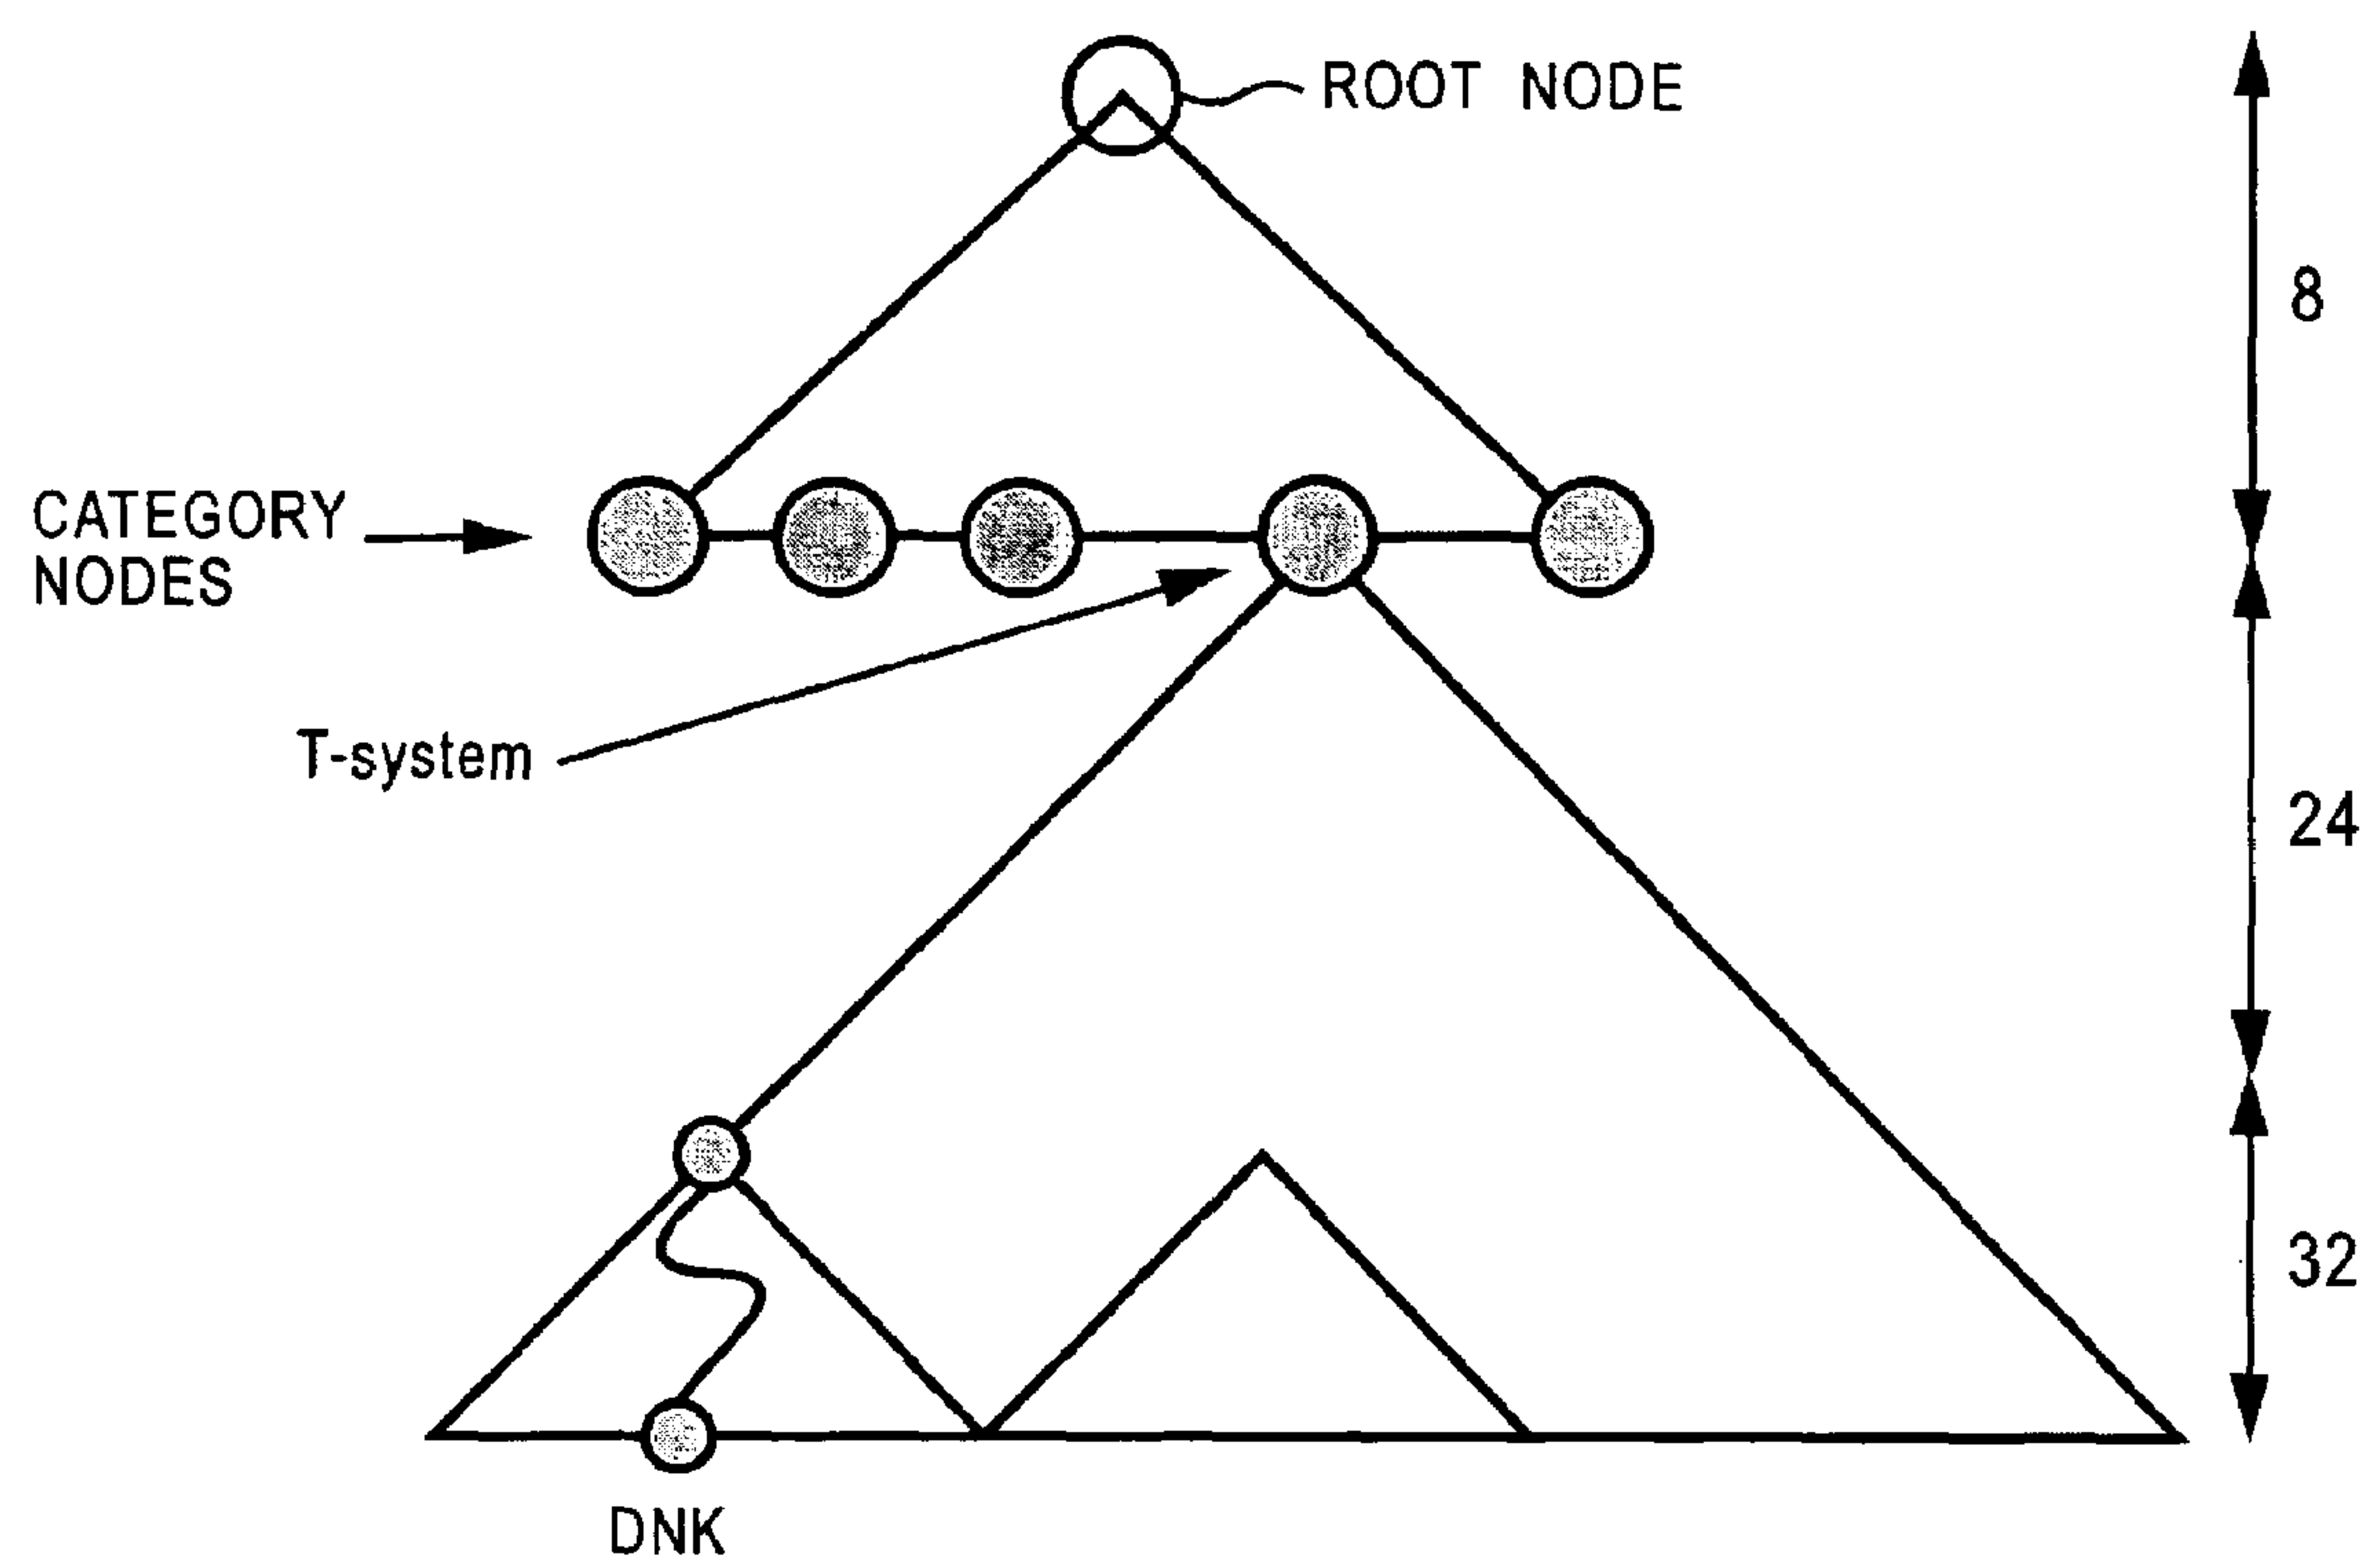 ROOT NODE
8
CATEGORY
NODES
T-system
24
32
DNK